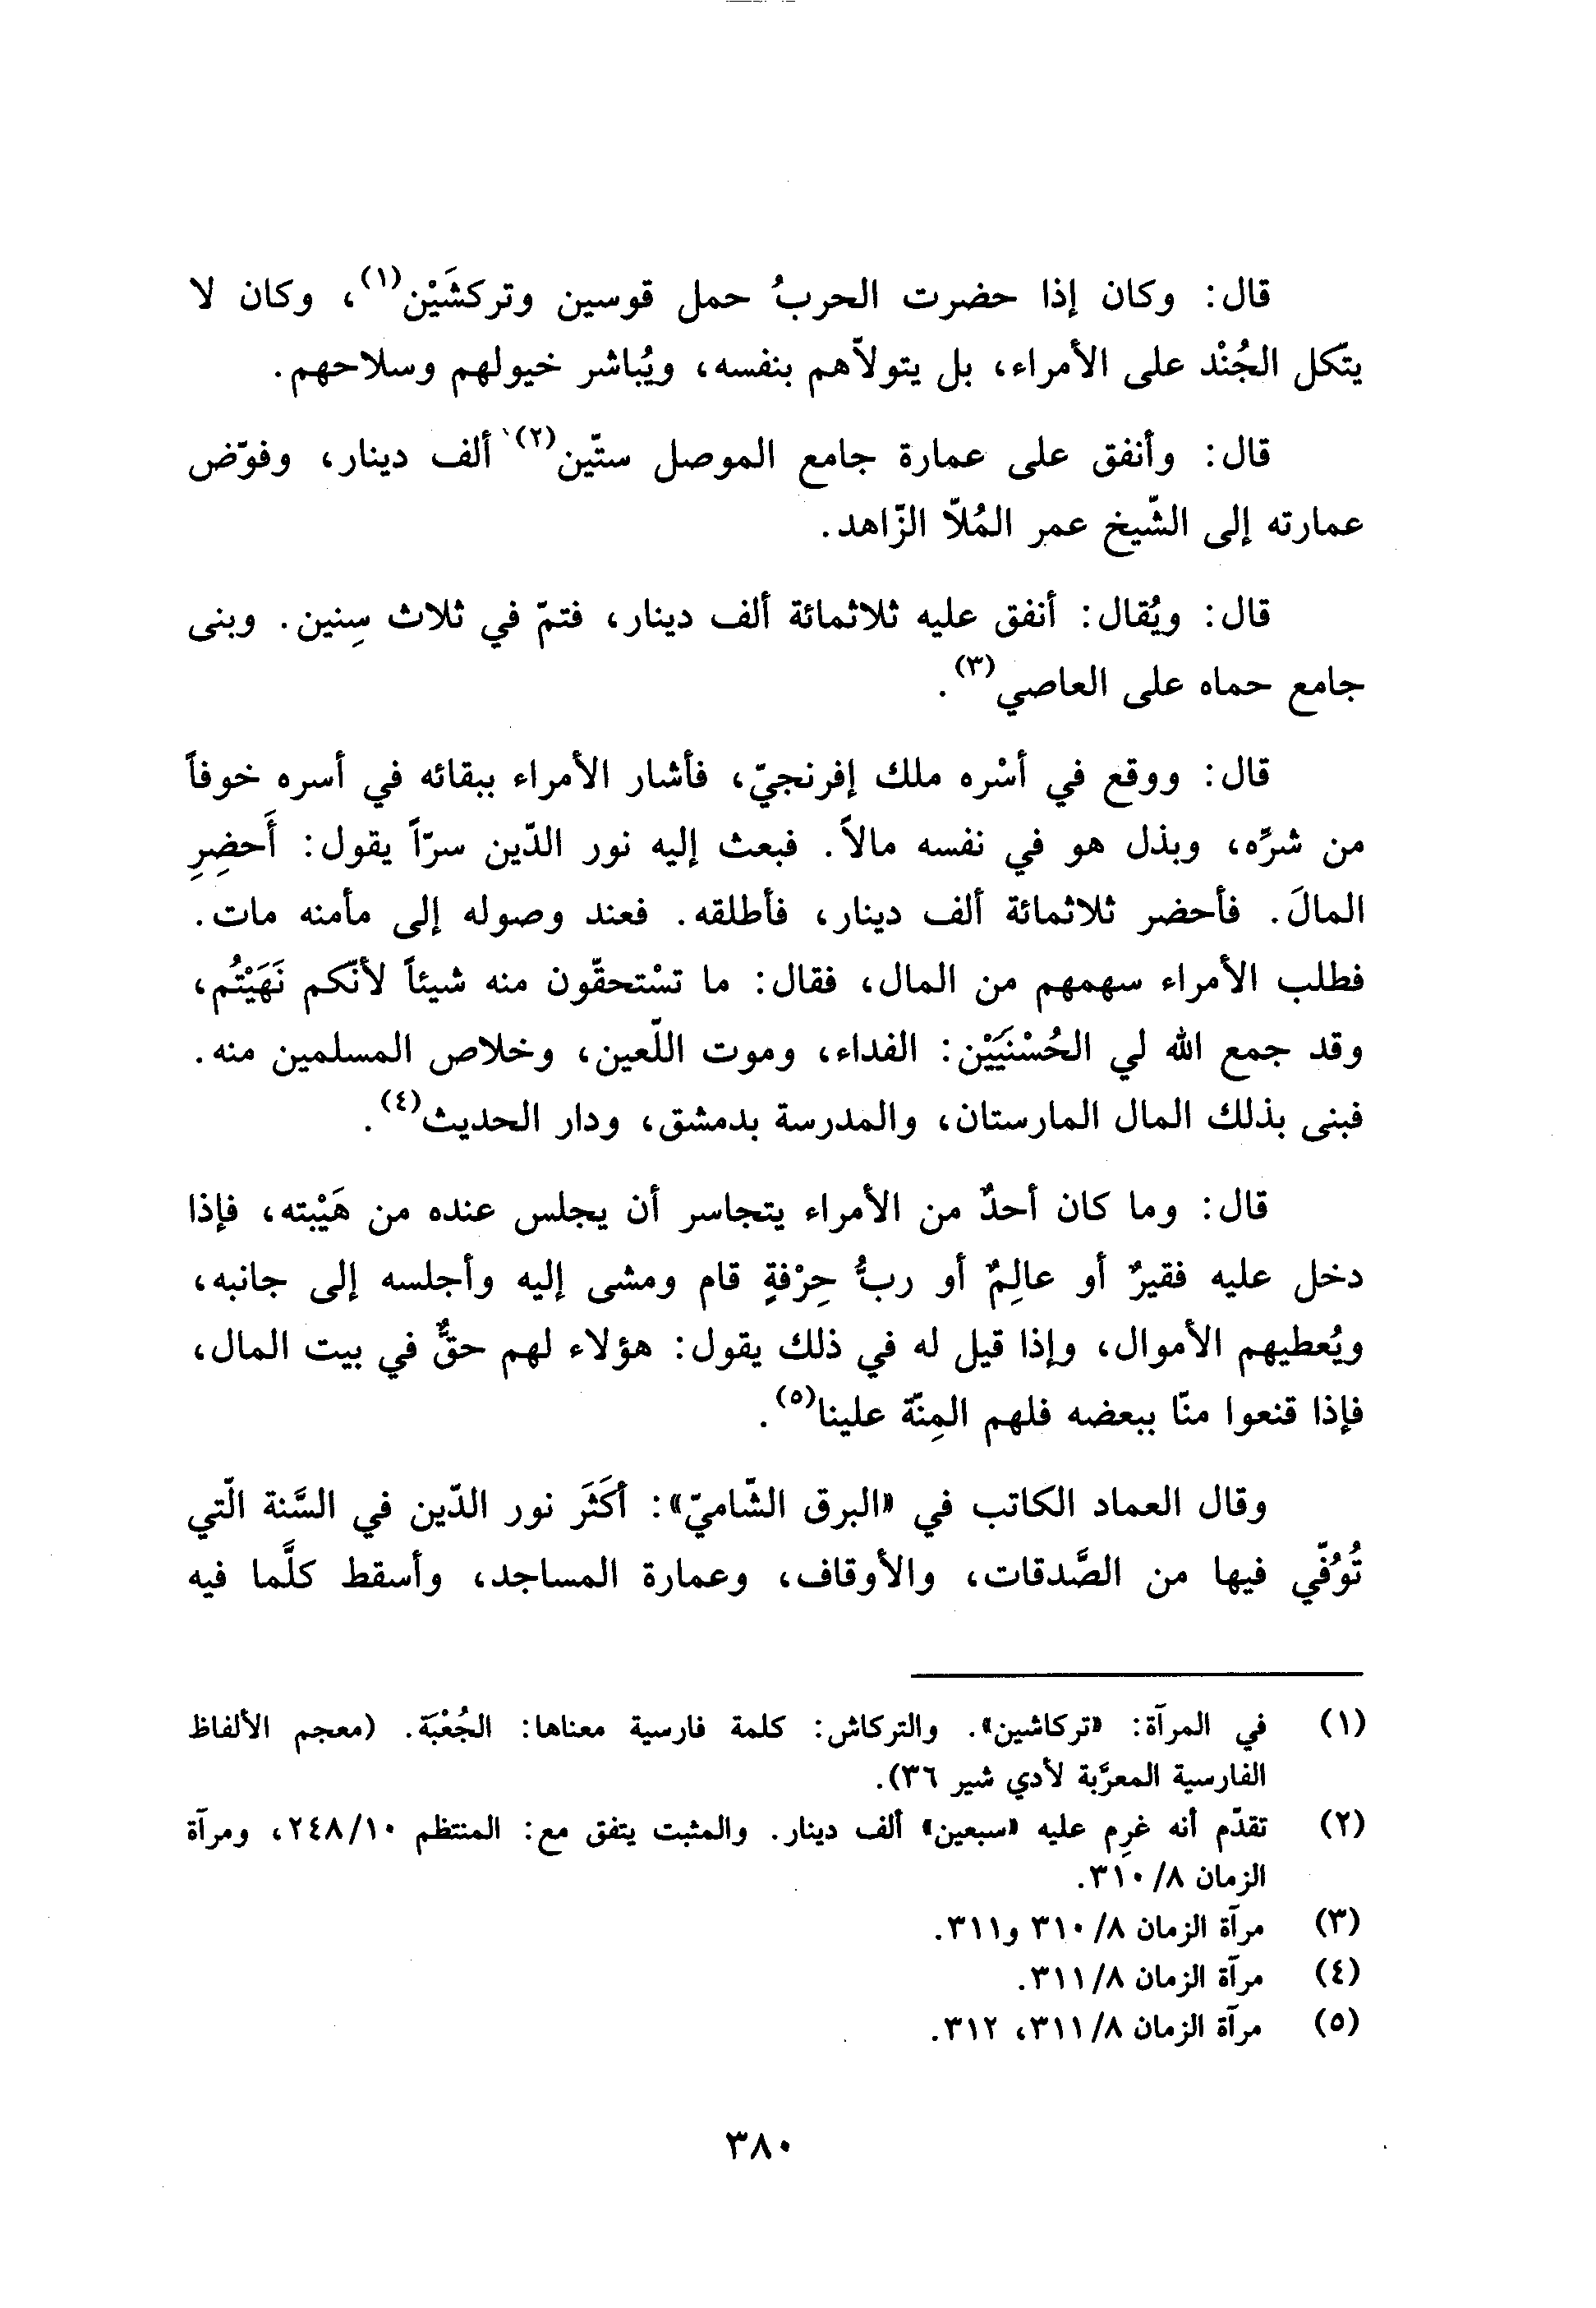 قال: وكان إذا حضرت الحربُ حمل قوسين وتركشَيْن(١)، وكان لا
يتّكل الجُنْد على الأمراء، بل يتولاّهم بنفسه، ويُباشر خيولهم وسلاحهم.
قال: وأنفق على عمارة جامع الموصل ستّين(٢) ألف دينار، وفوّض
عمارته إلى الشّيخ عمر المُلاّ الزّاهد.
قال: ويُقال: أنفق عليه ثلاثمائة ألف دينار، فتمّ في ثلاث سِنين. وبنى
جامع حماه على العاصي(٣).
قال: ووقع في أسْره ملك إفرنجيّ، فأشار الأمراء ببقائه في أسره خوفاً
من شرّه، وبذل هو في نفسه مالاً. فبعث إليه نور الدّين سرّاً يقول: أَحضِرِ
المالَ. فأحضر ثلاثمائة ألف دينار، فأطلقه. فعند وصوله إلى مأمنه مات.
فطلب الأمراء سهمهم من المال، فقال: ما تسْتحقّون منه شيئاً لأنّكم نَهَيْتُم،
وقد جمع الله لي الحُسْنَيَيْن: الفداء، وموت اللّعين، وخلاص المسلمين منه.
فبنى بذلك المال المارستان، والمدرسة بدمشق، ودار الحديث(٤).
قال: وما كان أحدٌ من الأمراء يتجاسر أن يجلس عنده من هَيْبته، فإذا
دخل عليه فقيرٌ أو عالِمٌ أو ربُّ حِرْفةٍ قام ومشى إليه وأجلسه إلى جانبه،
ويُعطيهم الأموال، وإذا قيل له في ذلك يقول: هؤلاء لهم حقٌّ في بيت المال،
فإذا قنعوا منّا ببعضه فلهم المِنّة علينا(٥).
وقال العماد الكاتب في «البرق الشّاميّ»: أكَثَرَ نور الدّين في السَّنة الّتي
تُوُفّي فيها من الصَّدقات، والأوقاف، وعمارة المساجد، وأسقط كلَّما فيه
(١) في المرآة: «تركاشين». والتركاش: كلمة فارسية معناها: الجُعْبَة. (معجم الألفاظ
الفارسية المعرَّبة لأدي شير ٣٦).
(٢) تقدّم أنه غرِم عليه «سبعين» ألف دينار. والمثبت يتفق مع: المنتظم ٢٤٨/١٠، ومرآة
الزمان ٣١٠/٨.
(٣) مرآة الزمان ٣١٠/٨ و٣١١.
(٤) مرآة الزمان ٣١١/٨.
(٥) مرآة الزمان ٣١١/٨، ٣١٢.
٣٨٠